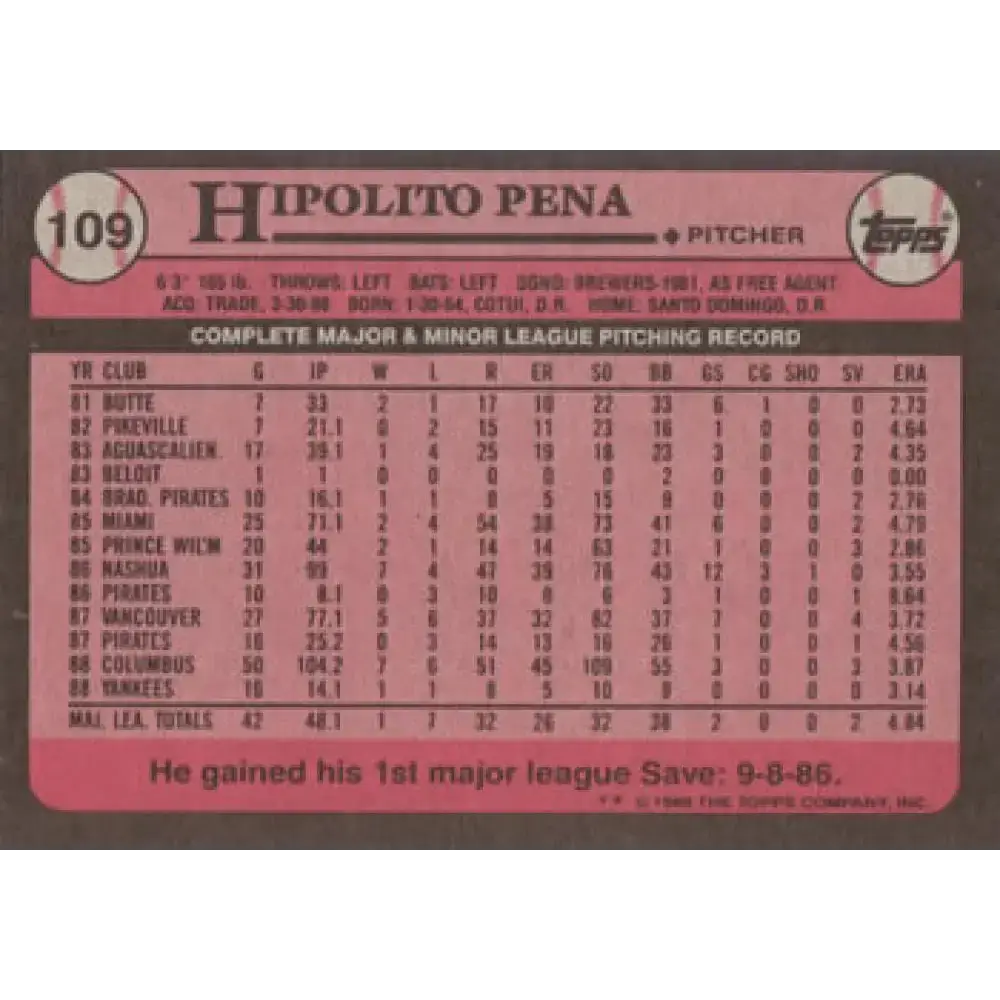 109 HIPOLITO PENA
PITCHER
TOPPS®
6'3" 165 lb. THROWS: LEFT BATS: LEFT SGND: BREWERS-1981, AS FREE AGENT
ACQ: TRADE, 3-30-88 BORN: 1-30-64, COTUI, D.R. HOME: SANTO DOMINGO, D.R.
COMPLETE MAJOR & MINOR LEAGUE PITCHING RECORD
YR CLUB G IP W L R ER SO BB GS CG SHO SV ERA
81 BUTTE 7 33 2 1 17 10 22 33 6 1 0 0 2.73
82 PIKEVILLE 7 21.1 0 2 15 11 23 16 1 0 0 0 4.64
83 AGUASCALIEN. 17 39.1 1 4 25 19 18 23 3 0 0 2 4.35
83 BELOIT 1 1 0 0 0 0 0 2 0 0 0 0 0.00
84 BRAD. PIRATES 10 16.1 1 1 5 15 9 0 0 0 2 2.76
85 MIAMI 25 71.1 2 4 54 38 73 41 6 0 0 2 4.79
85 PRINCE WIL'M 20 44 2 1 14 14 63 21 1 0 0 3 2.86
86 NASHUA 31 99 7 4 47 39 76 43 12 3 1 0 3.55
86 PIRATES 10 8.1 0 3 10 8 6 3 1 0 0 1 8.64
87 VANCOUVER 27 77.1 5 6 37 32 82 37 7 0 0 4 3.72
87 PIRATES 16 25.2 0 3 14 13 16 26 1 0 0 1 4.56
88 COLUMBUS 50 104.2 7 6 51 45 109 55 3 0 0 3 3.87
88 YANKEES 16 14.1 1 1 8 5 10 9 0 0 0 0 3.14
MAJ. LEA. TOTALS 42 48.1 1 7 32 26 32 38 2 0 0 2 4.84
He gained his 1st major league Save: 9-8-86.
** © THE TOPPS COMPANY, INC.